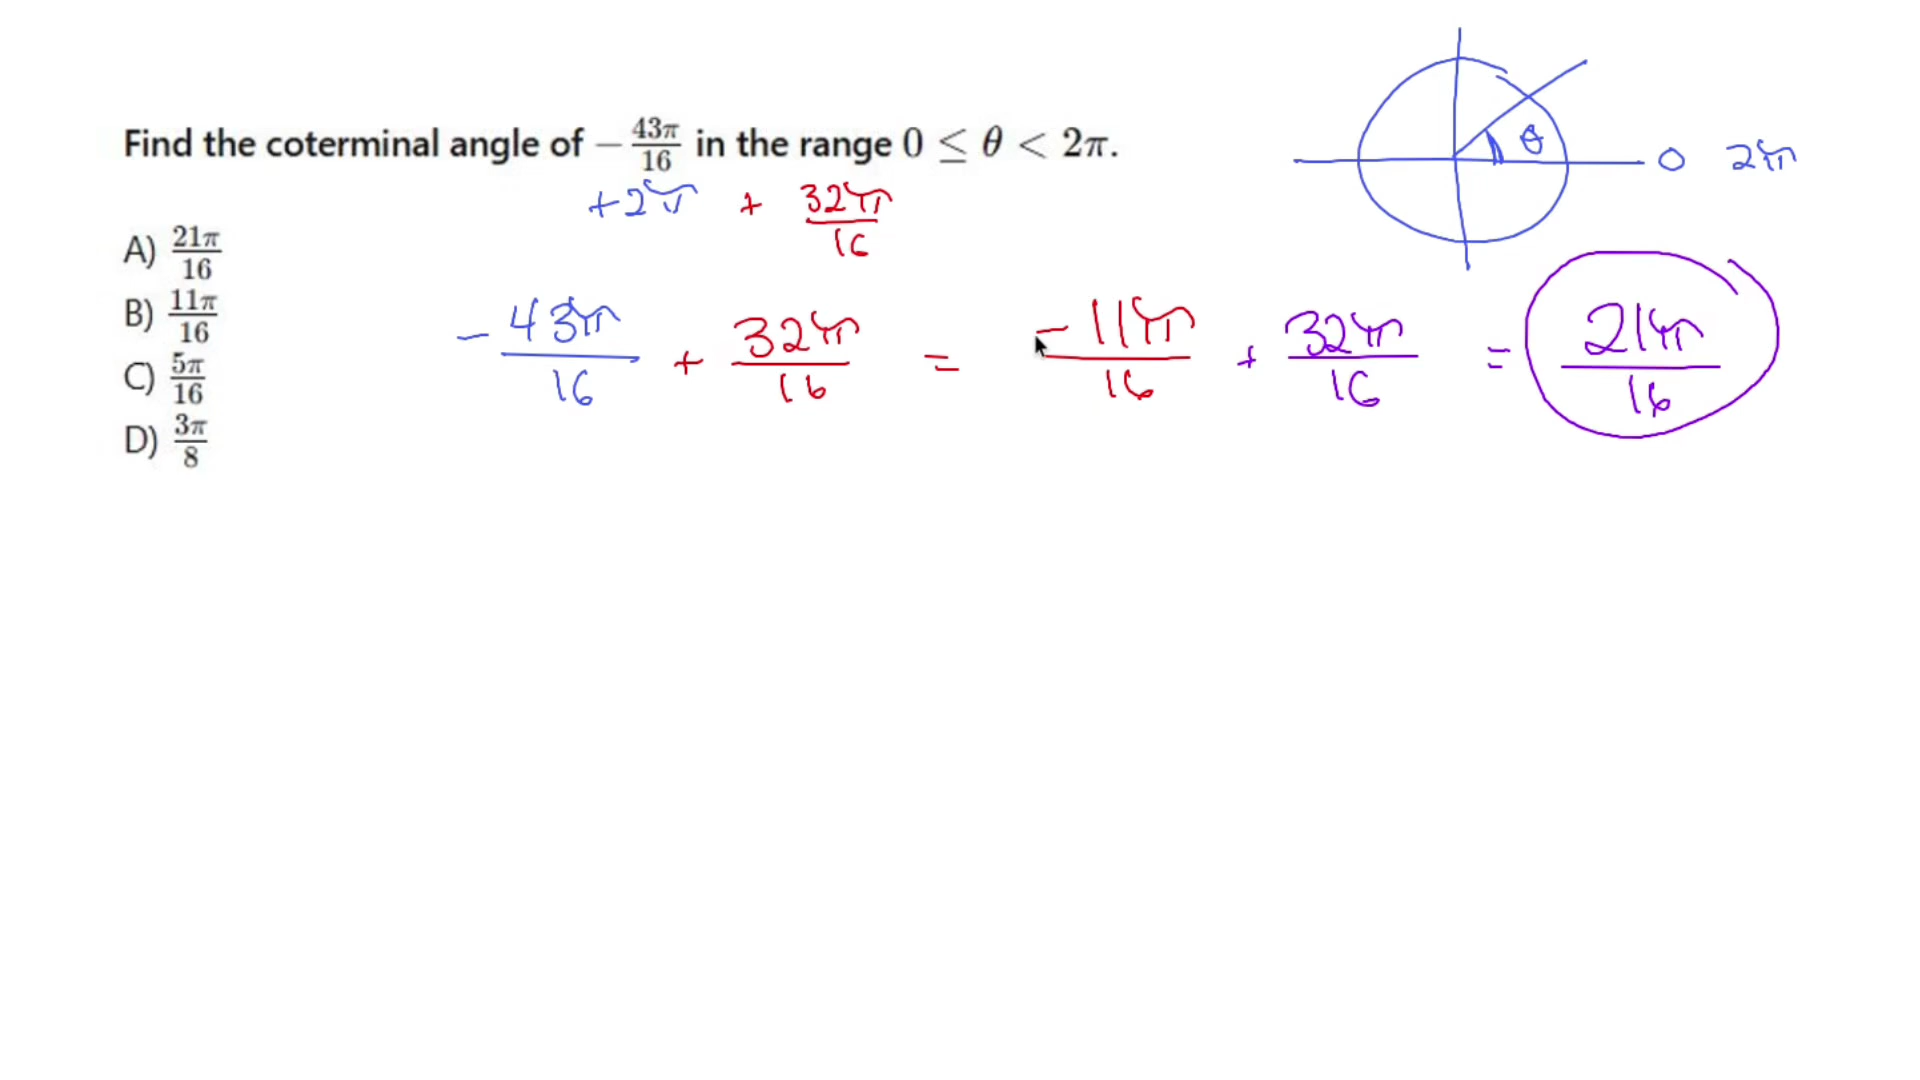 Find the coterminal angle of −43π/16 in the range 0 ≤ θ < 2π.
θ 0 2π
+2π + 32π/16
A) 21π/16
B) 11π/16
C) 5π/16
D) 3π/8
−43π/16 + 32π/16 = −11π/16 + 32π/16 = 21π/16